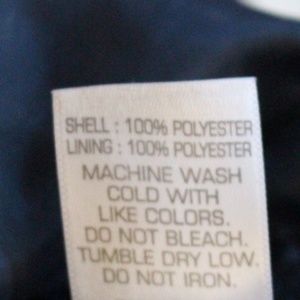 SHELL : 100% POLYESTER
LINING : 100% POLYESTER
MACHINE WASH
COLD WITH
LIKE COLORS.
DO NOT BLEACH.
TUMBLE DRY LOW.
DO NOT IRON.